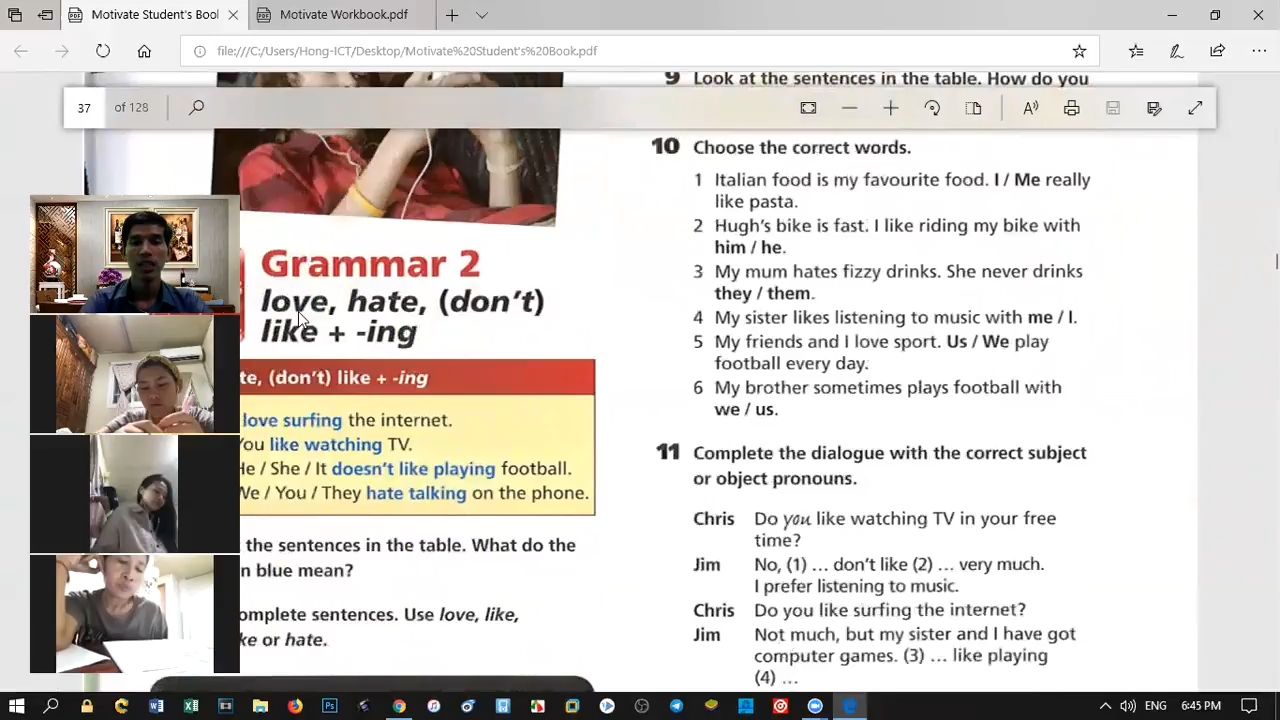 Motivate Student's Book
Motivate Workbook.pdf
file:///C:/Users/Hong-ICT/Desktop/Motivate%20Student's%20Book.pdf
37 of 128
9 Look at the sentences in the table. How do you
10 Choose the correct words.
1 Italian food is my favourite food. I / Me really
like pasta.
2 Hugh's bike is fast. I like riding my bike with
him / he.
3 My mum hates fizzy drinks. She never drinks
they / them.
4 My sister likes listening to music with me / I.
5 My friends and I love sport. Us / We play
football every day.
6 My brother sometimes plays football with
we / us.
11 Complete the dialogue with the correct subject
or object pronouns.
Chris Do you like watching TV in your free
time?
Jim No, (1) … don't like (2) … very much.
I prefer listening to music.
Chris Do you like surfing the internet?
Jim Not much, but my sister and I have got
computer games. (3) … like playing
(4) …
Grammar 2
love, hate, (don't)
like + -ing
te, (don't) like + -ing
love surfing the internet.
You like watching TV.
He / She / It doesn't like playing football.
We / You / They hate talking on the phone.
the sentences in the table. What do the
n blue mean?
omplete sentences. Use love, like,
ke or hate.
ENG 6:45 PM